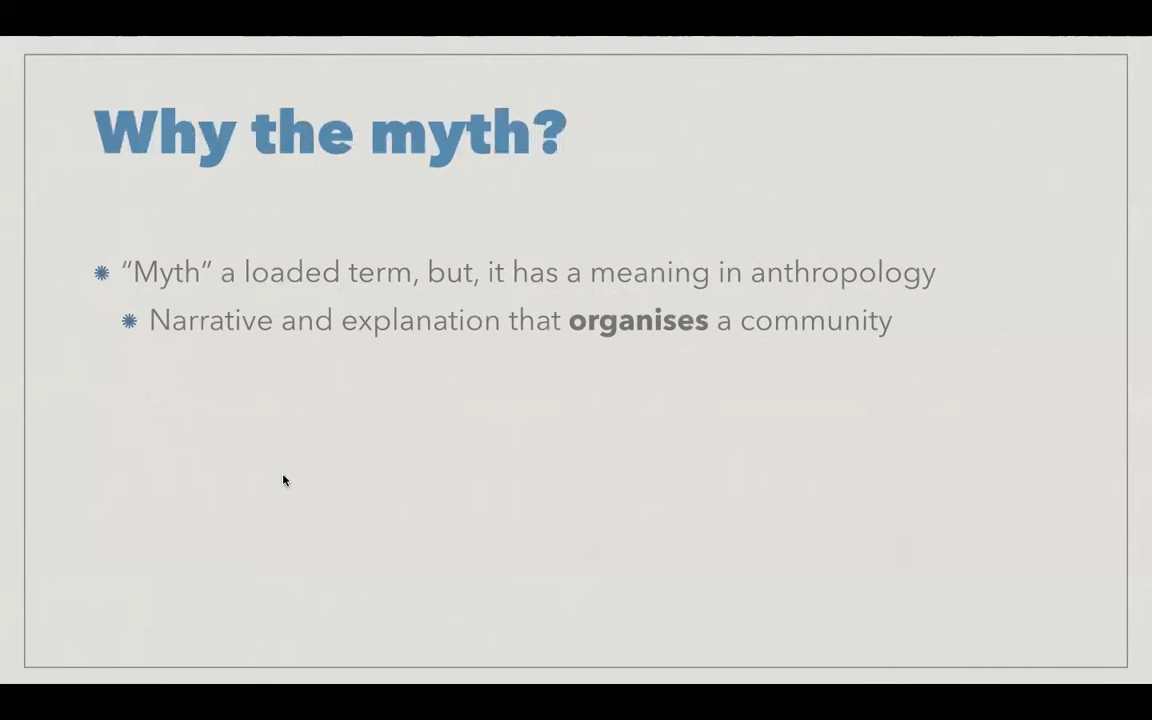 Why the myth?
“Myth” a loaded term, but, it has a meaning in anthropology
Narrative and explanation that organises a community